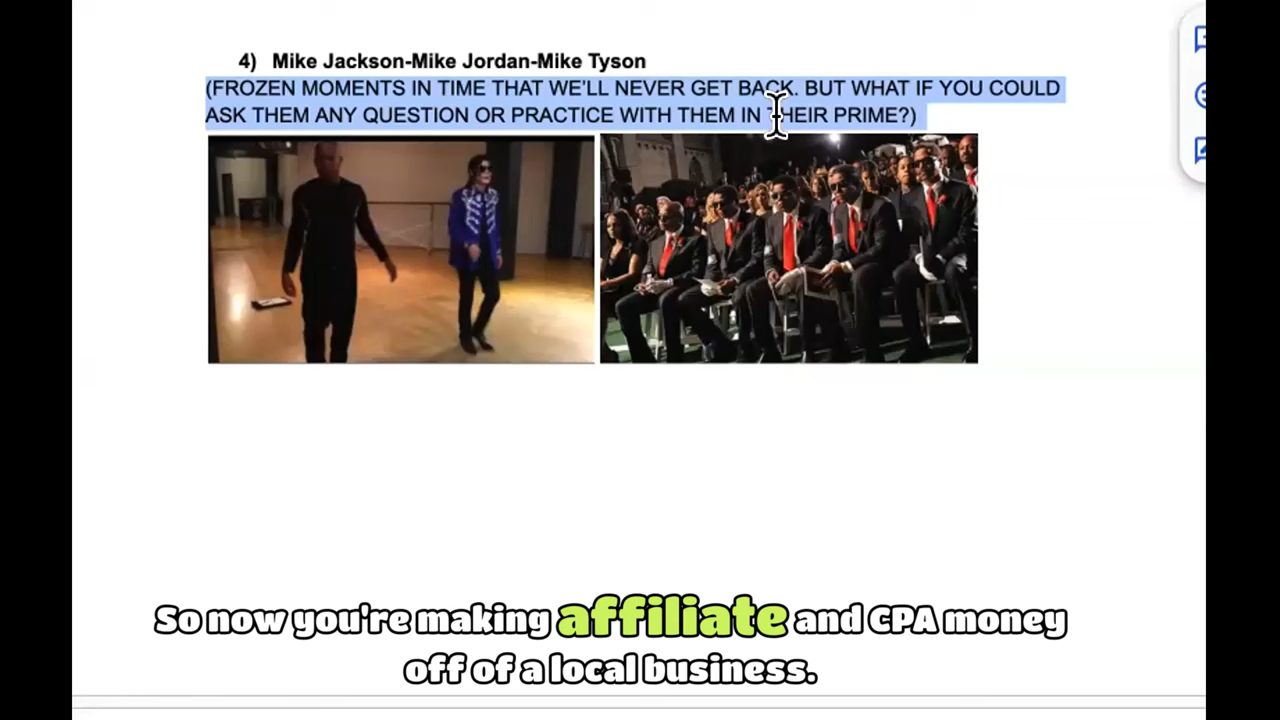 4) Mike Jackson-Mike Jordan-Mike Tyson
(FROZEN MOMENTS IN TIME THAT WE'LL NEVER GET BACK. BUT WHAT IF YOU COULD
ASK THEM ANY QUESTION OR PRACTICE WITH THEM IN THEIR PRIME?)
So now you're making affiliate and CPA money
off of a local business.